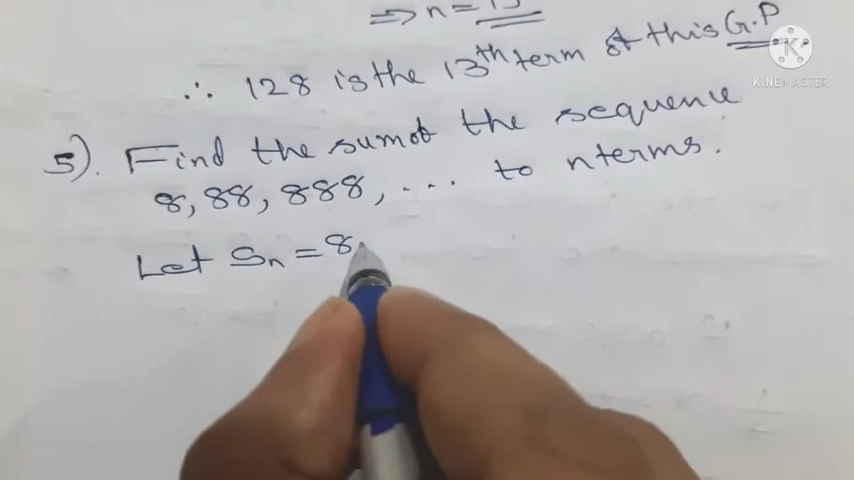 ⇒ n = 13
∴ 128 is the 13th term of this G.P
KINEMASTER
5). Find the sum of the sequence
8, 88, 888, .... to n terms.
Let Sn = 8